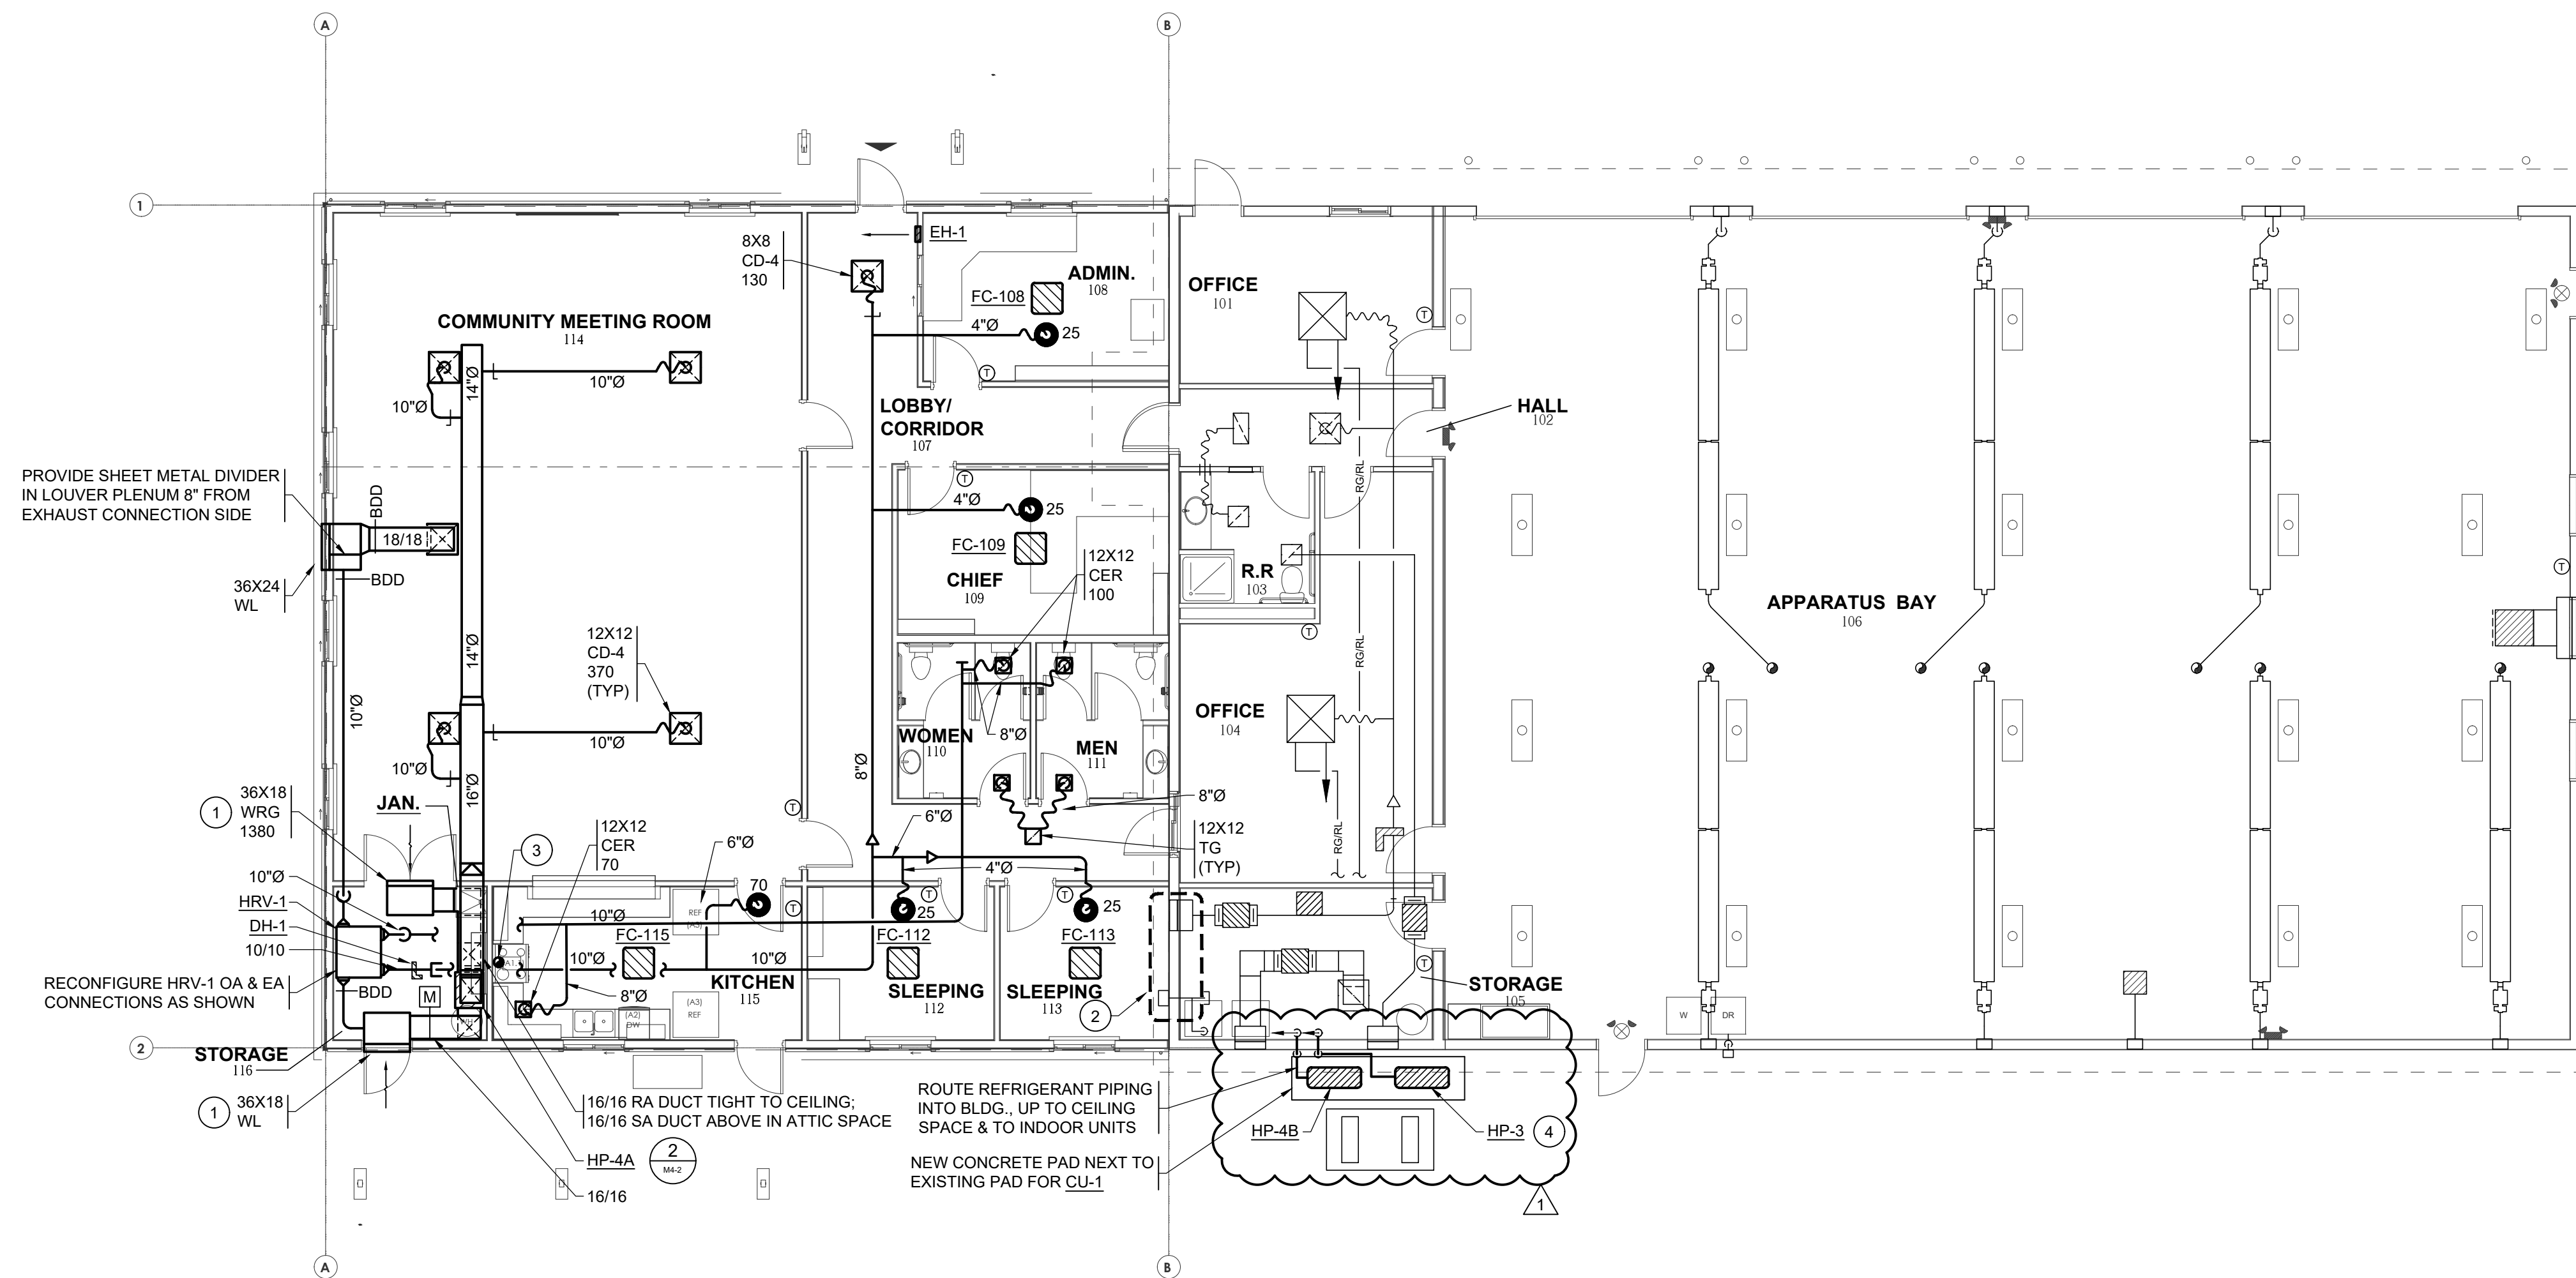 A
B
1
8X8
CD-4
130
EH-1
ADMIN.
108
FC-108
4"Ø
25
OFFICE
101
T
COMMUNITY MEETING ROOM
114
14"Ø
10"Ø
10"Ø
T
LOBBY/
CORRIDOR
107
HALL
102
PROVIDE SHEET METAL DIVIDER
IN LOUVER PLENUM 8" FROM
EXHAUST CONNECTION SIDE
BDD
18/18
BDD
36X24
WL
T
4"Ø
25
FC-109
CHIEF
109
12X12
CER
100
RG/RL
R.R
103
T
T
APPARATUS BAY
106
12X12
CD-4
370
(TYP)
14"Ø
10"Ø
RG/RL
10"Ø
10"Ø
16"Ø
8"Ø
WOMEN
110
8"Ø
MEN
111
OFFICE
104
1
36X18
WRG
1380
JAN.
T
8"Ø
6"Ø
12X12
TG
(TYP)
RG/RL
3
12X12
CER
70
6"Ø
4"Ø
10"Ø
HRV-1
DH-1
10/10
RECONFIGURE HRV-1 OA & EA
CONNECTIONS AS SHOWN
BDD
M
WH
10"Ø
REF
(A3)
70
T
FC-115
10"Ø
10"Ø
KITCHEN
115
8"Ø
(A2)
DW
(A3)
REF
T
25
FC-112
SLEEPING
112
T
25
FC-113
SLEEPING
113
2
T
STORAGE
105
W
DR
2
STORAGE
116
1
36X18
WL
16/16 RA DUCT TIGHT TO CEILING;
16/16 SA DUCT ABOVE IN ATTIC SPACE
HP-4A
2
M4-2
16/16
ROUTE REFRIGERANT PIPING
INTO BLDG., UP TO CEILING
SPACE & TO INDOOR UNITS
NEW CONCRETE PAD NEXT TO
EXISTING PAD FOR CU-1
HP-4B
HP-3
4
1
A
B